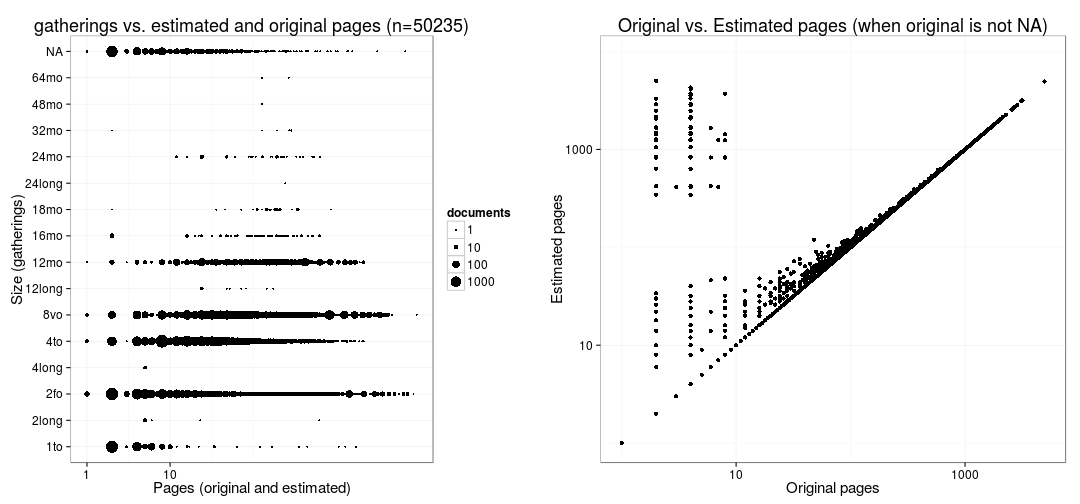 gatherings vs. estimated and original pages (n=50235)
Size (gatherings)
NA
64mo
48mo
32mo
24mo
24long
18mo
16mo
12mo
12long
8vo
4to
4long
2fo
2long
1to
1
10
Pages (original and estimated)
documents
1
10
100
1000
Original vs. Estimated pages (when original is not NA)
Estimated pages
1000
10
10
1000
Original pages